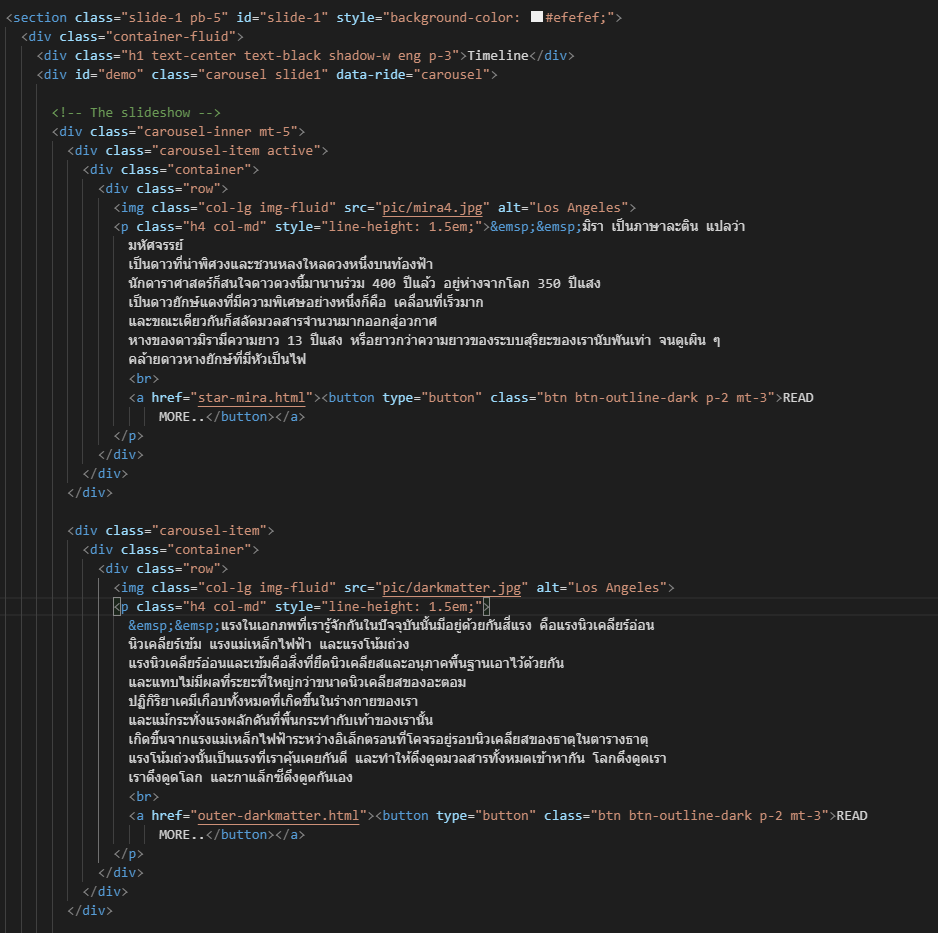 <section class="slide-1 pb-5" id="slide-1" style="background-color: #efefef;">
<div class="container-fluid">
<div class="h1 text-center text-black shadow-w eng p-3">Timeline</div>
<div id="demo" class="carousel slide1" data-ride="carousel">
<!-- The slideshow -->
<div class="carousel-inner mt-5">
<div class="carousel-item active">
<div class="container">
<div class="row">
<img class="col-lg img-fluid" src="pic/mira4.jpg" alt="Los Angeles">
<p class="h4 col-md" style="line-height: 1.5em;">&emsp;&emsp;มิรา เป็นภาษาละติน แปลว่า
มหัศจรรย์
เป็นดาวที่น่าพิศวงและชวนหลงใหลดวงหนึ่งบนท้องฟ้า
นักดาราศาสตร์ก็สนใจดาวดวงนี้มานานร่วม 400 ปีแล้ว อยู่ห่างจากโลก 350 ปีแสง
เป็นดาวยักษ์แดงที่มีความพิเศษอย่างหนึ่งก็คือ เคลื่อนที่เร็วมาก
และขณะเดียวกันก็สลัดมวลสารจำนวนมากออกสู่อวกาศ
หางของดาวมิรามีความยาว 13 ปีแสง หรือยาวกว่าความยาวของระบบสุริยะของเรานับพันเท่า จนดูเผิน ๆ
คล้ายดาวหางยักษ์ที่มีหัวเป็นไฟ
<br>
<a href="star-mira.html"><button type="button" class="btn btn-outline-dark p-2 mt-3">READ
MORE..</button></a>
</p>
</div>
</div>
</div>
<div class="carousel-item">
<div class="container">
<div class="row">
<img class="col-lg img-fluid" src="pic/darkmatter.jpg" alt="Los Angeles">
<p class="h4 col-md" style="line-height: 1.5em;">
&emsp;&emsp;แรงในเอกภพที่เรารู้จักกันในปัจจุบันนั้นมีอยู่ด้วยกันสี่แรง คือแรงนิวเคลียร์อ่อน
นิวเคลียร์เข้ม แรงแม่เหล็กไฟฟ้า และแรงโน้มถ่วง
แรงนิวเคลียร์อ่อนและเข้มคือสิ่งที่ยึดนิวเคลียสและอนุภาคพื้นฐานเอาไว้ด้วยกัน
และแทบไม่มีผลที่ระยะที่ใหญ่กว่าขนาดนิวเคลียสของอะตอม
ปฏิกิริยาเคมีเกือบทั้งหมดที่เกิดขึ้นในร่างกายของเรา
และแม้กระทั่งแรงผลักดันที่พื้นกระทำกับเท้าของเรานั้น
เกิดขึ้นจากแรงแม่เหล็กไฟฟ้าระหว่างอิเล็กตรอนที่โคจรอยู่รอบนิวเคลียสของธาตุในตารางธาตุ
แรงโน้มถ่วงนั้นเป็นแรงที่เราคุ้นเคยกันดี และทำให้ดึงดูดมวลสารทั้งหมดเข้าหากัน โลกดึงดูดเรา
เราดึงดูดโลก และกาแล็กซีดึงดูดกันเอง
<br>
<a href="outer-darkmatter.html"><button type="button" class="btn btn-outline-dark p-2 mt-3">READ
MORE..</button></a>
</p>
</div>
</div>
</div>